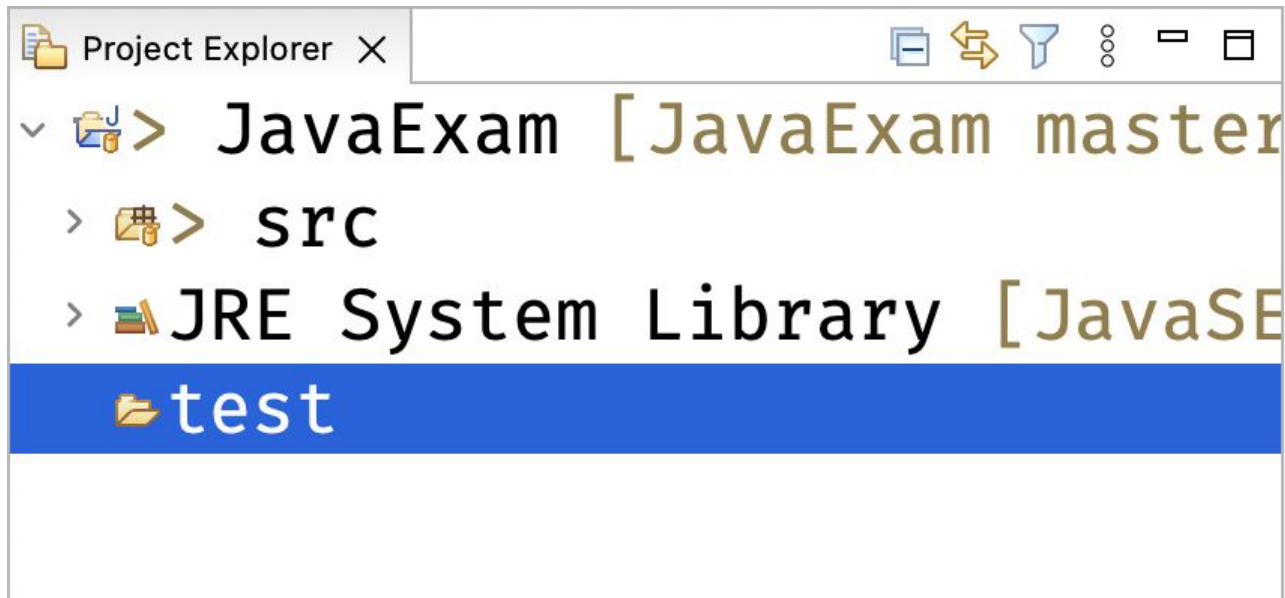 Project Explorer
> JavaExam [JavaExam master
> src
JRE System Library [JavaSE
test